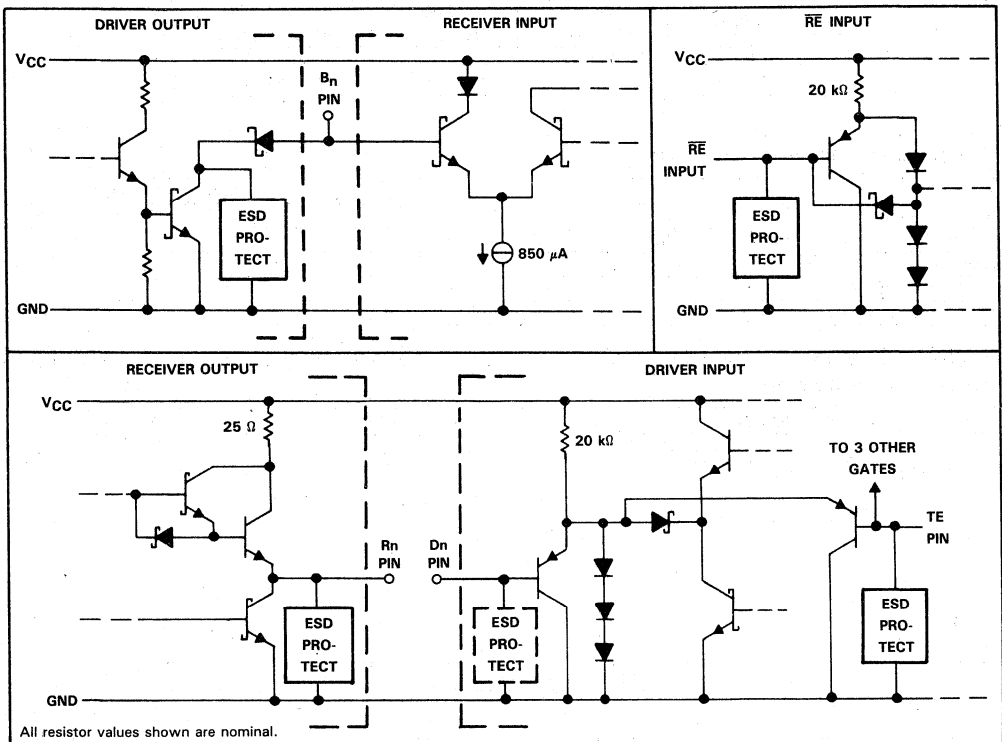 DRIVER OUTPUT
RECEIVER INPUT
VCC
Bn
PIN
ESD
PRO-
TECT
850 μA
GND
RE INPUT
VCC
20 kΩ
RE
INPUT
ESD
PRO-
TECT
GND
RECEIVER OUTPUT
DRIVER INPUT
VCC
25 Ω
20 kΩ
TO 3 OTHER
GATES
TE
PIN
Rn
PIN
Dn
PIN
ESD
PRO-
TECT
ESD
PRO-
TECT
ESD
PRO-
TECT
GND
All resistor values shown are nominal.